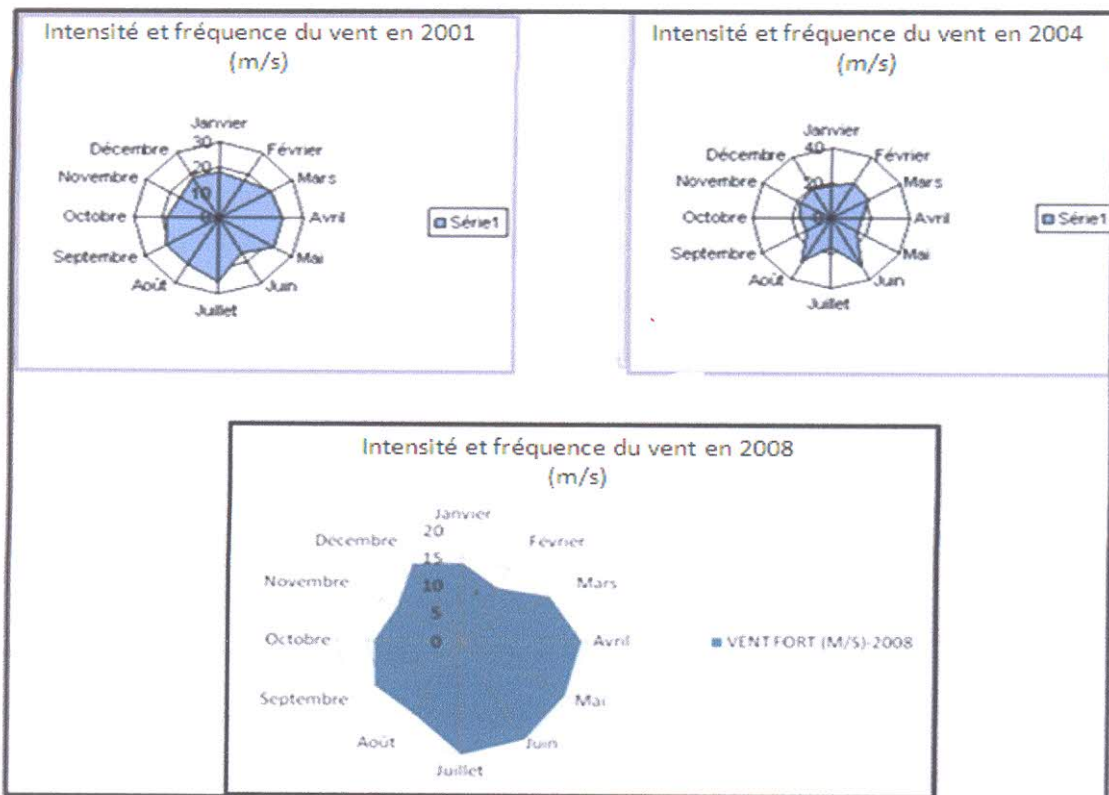 Intensité et fréquence du vent en 2001
(m/s)
Janvier
Février
Mars
Avril
Mai
Juin
Juillet
Août
Septembre
Octobre
Novembre
Décembre
30
20
10
0
Série1
Intensité et fréquence du vent en 2004
(m/s)
Janvier
Février
Mars
Avril
Mai
Juin
Juillet
Août
Septembre
Octobre
Novembre
Décembre
40
20
0
Série1
Intensité et fréquence du vent en 2008
(m/s)
Janvier
Février
Mars
Avril
Mai
Juin
Juillet
Août
Septembre
Octobre
Novembre
Décembre
20
15
10
5
0
VENT FORT (M/S)-2008